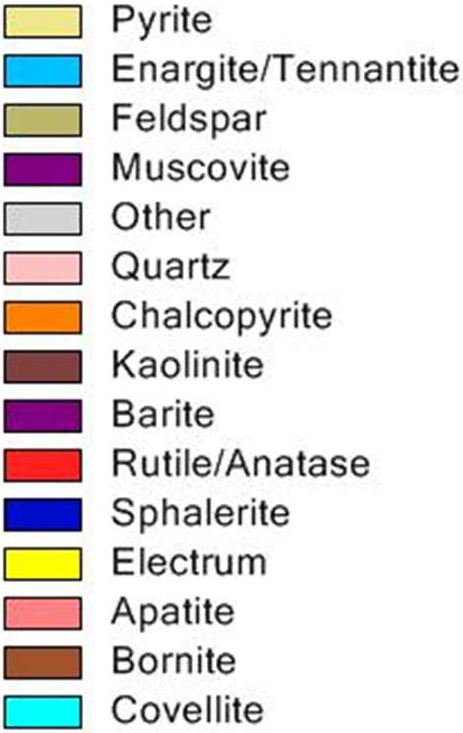 Pyrite
Enargite/Tennantite
Feldspar
Muscovite
Other
Quartz
Chalcopyrite
Kaolinite
Barite
Rutile/Anatase
Sphalerite
Electrum
Apatite
Bornite
Covellite